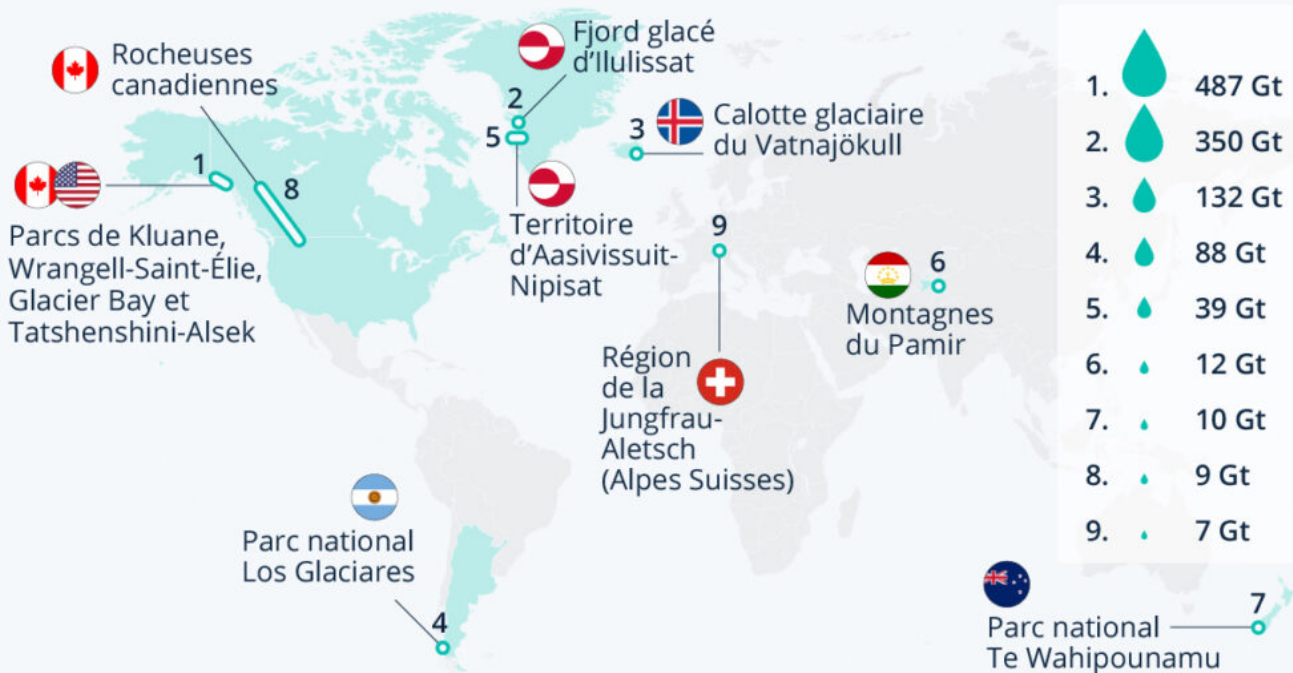 Rocheuses
canadiennes
8
1
Parcs de Kluane,
Wrangell-Saint-Élie,
Glacier Bay et
Tatshenshini-Alsek
Fjord glacé
d'Ilulissat
2
5
Territoire
d'Aasivissuit-
Nipisat
3
Calotte glaciaire
du Vatnajökull
9
Région
de la
Jungfrau-
Aletsch
(Alpes Suisses)
6
Montagnes
du Pamir
Parc national
Los Glaciares
4
7
Parc national
Te Wahipounamu
1. 487 Gt
2. 350 Gt
3. 132 Gt
4. 88 Gt
5. 39 Gt
6. 12 Gt
7. 10 Gt
8. 9 Gt
9. 7 Gt